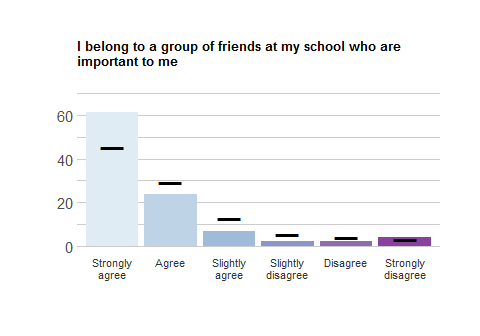 I belong to a group of friends at my school who are
important to me
60
40
20
0
Strongly
agree
Agree
Slightly
agree
Slightly
disagree
Disagree
Strongly
disagree